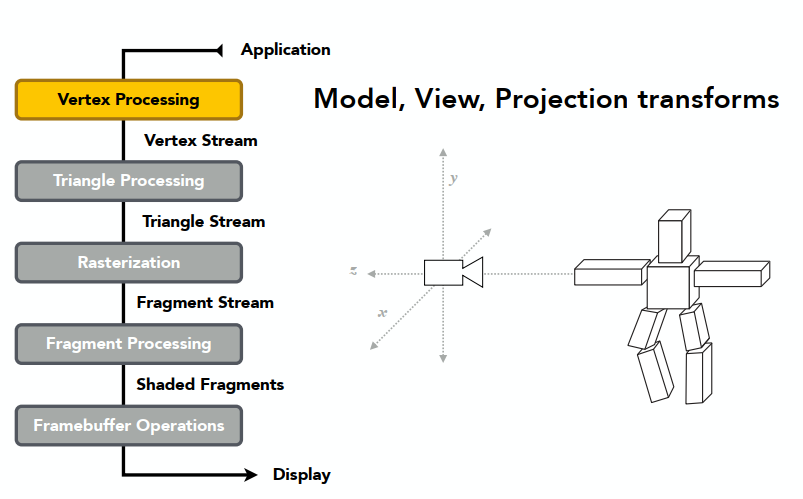 Application
Vertex Processing
Model, View, Projection transforms
Vertex Stream
Triangle Processing
Triangle Stream
Rasterization
Fragment Stream
Fragment Processing
Shaded Fragments
Framebuffer Operations
Display
y
z
x